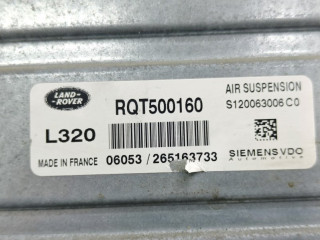 LAND-
ROVER
RQT500160
AIR SUSPENSION
S120063006 C0
L320
MADE IN FRANCE 06053 / 265163733
SIEMENS VDO
Automotive